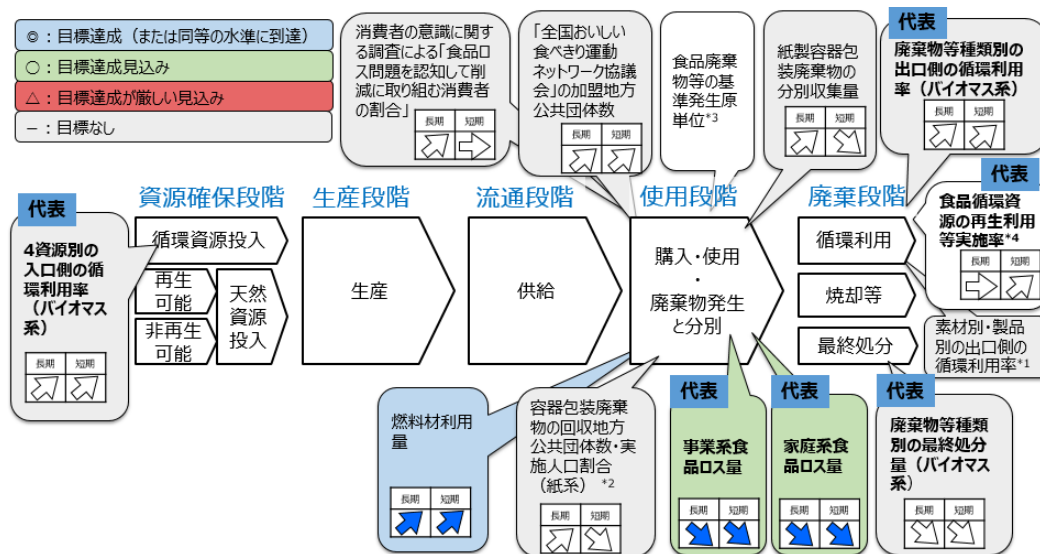 ◎:目標達成(または同等の水準に到達)
○:目標達成見込み
△:目標達成が厳しい見込み
－:目標なし
消費者の意識に関す
る調査による「食品ロ
ス問題を認知して削
減に取り組む消費者
の割合」
長期 短期
「全国おいしい
食べきり運動
ネットワーク協議
会」の加盟地方
公共団体数
長期 短期
食品廃棄
物等の基
準発生原
単位*3
紙製容器包
装廃棄物の
分別収集量
長期 短期
代表
廃棄物等種類別の
出口側の循環利用
率(バイオマス系)
長期 短期
代表
食品循環資
源の再生利用
等実施率*4
長期 短期
代表
4資源別の
入口側の循
環利用率
(バイオマス
系)
長期 短期
資源確保段階
生産段階
流通段階
使用段階
廃棄段階
循環資源投入
再生
可能
非再生
可能
天然
資源
投入
生産
供給
購入・使用
・
廃棄物発生
と分別
循環利用
焼却等
最終処分
素材別・製品
別の出口側の
循環利用率*1
燃料材利用
量
長期 短期
容器包装廃棄
物の回収地方
公共団体数・実
施人口割合
(紙系) *2
長期 短期
代表
事業系食
品ロス量
長期 短期
代表
家庭系食
品ロス量
長期 短期
代表
廃棄物等種類
別の最終処分
量(バイオマス
系)
長期 短期